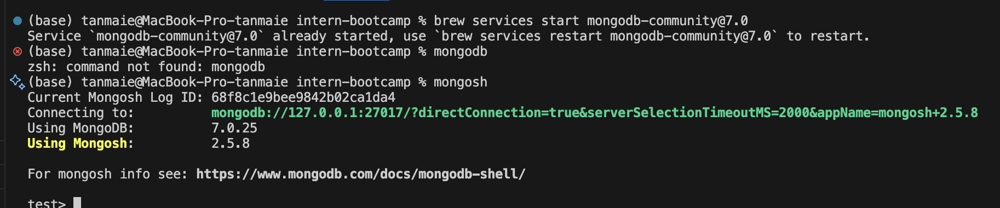 (base) tanmaie@MacBook-Pro-tanmaie intern-bootcamp % brew services start mongodb-community@7.0
Service `mongodb-community@7.0` already started, use `brew services restart mongodb-community@7.0` to restart.
(base) tanmaie@MacBook-Pro-tanmaie intern-bootcamp % mongodb
zsh: command not found: mongodb
(base) tanmaie@MacBook-Pro-tanmaie intern-bootcamp % mongosh
Current Mongosh Log ID: 68f8c1e9bee9842b02ca1da4
Connecting to: mongodb://127.0.0.1:27017/?directConnection=true&serverSelectionTimeoutMS=2000&appName=mongosh+2.5.8
Using MongoDB: 7.0.25
Using Mongosh: 2.5.8
For mongosh info see: https://www.mongodb.com/docs/mongodb-shell/
test>